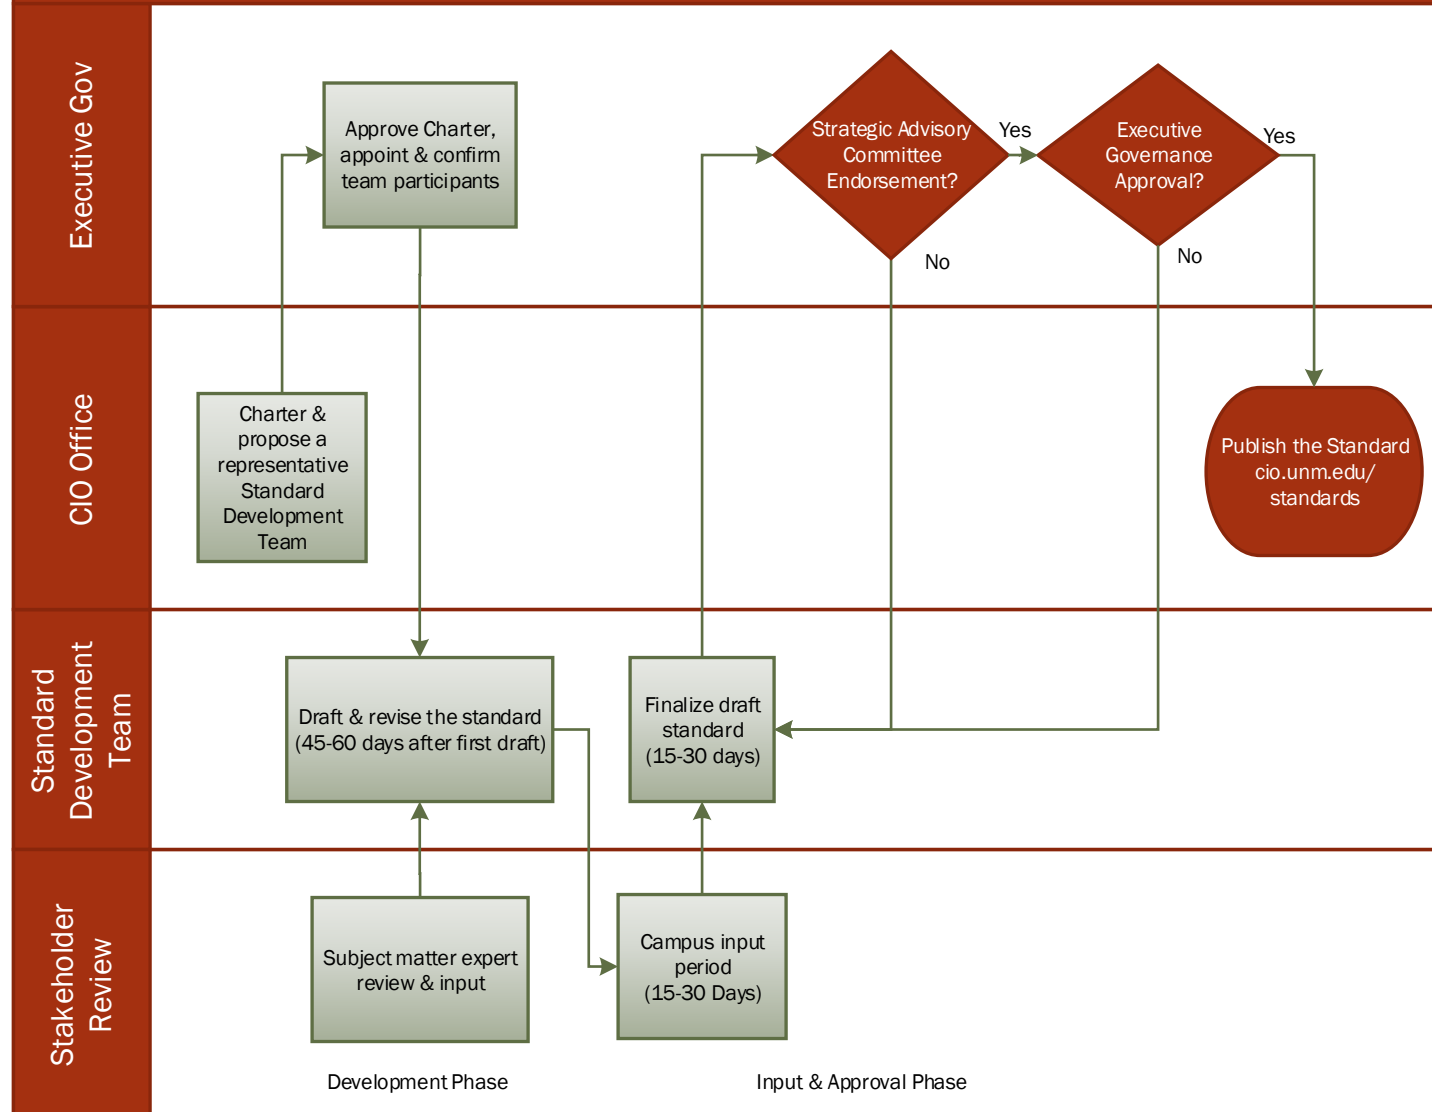 Executive Gov
Approve Charter,
appoint & confirm
team participants
Strategic Advisory
Committee
Endorsement?
Yes
No
Executive
Governance
Approval?
Yes
No
CIO Office
Charter &
propose a
representative
Standard
Development
Team
Publish the Standard
cio.unm.edu/
standards
Standard
Development
Team
Draft & revise the standard
(45-60 days after first draft)
Finalize draft
standard
(15-30 days)
Stakeholder
Review
Subject matter expert
review & input
Campus input
period
(15-30 Days)
Development Phase
Input & Approval Phase